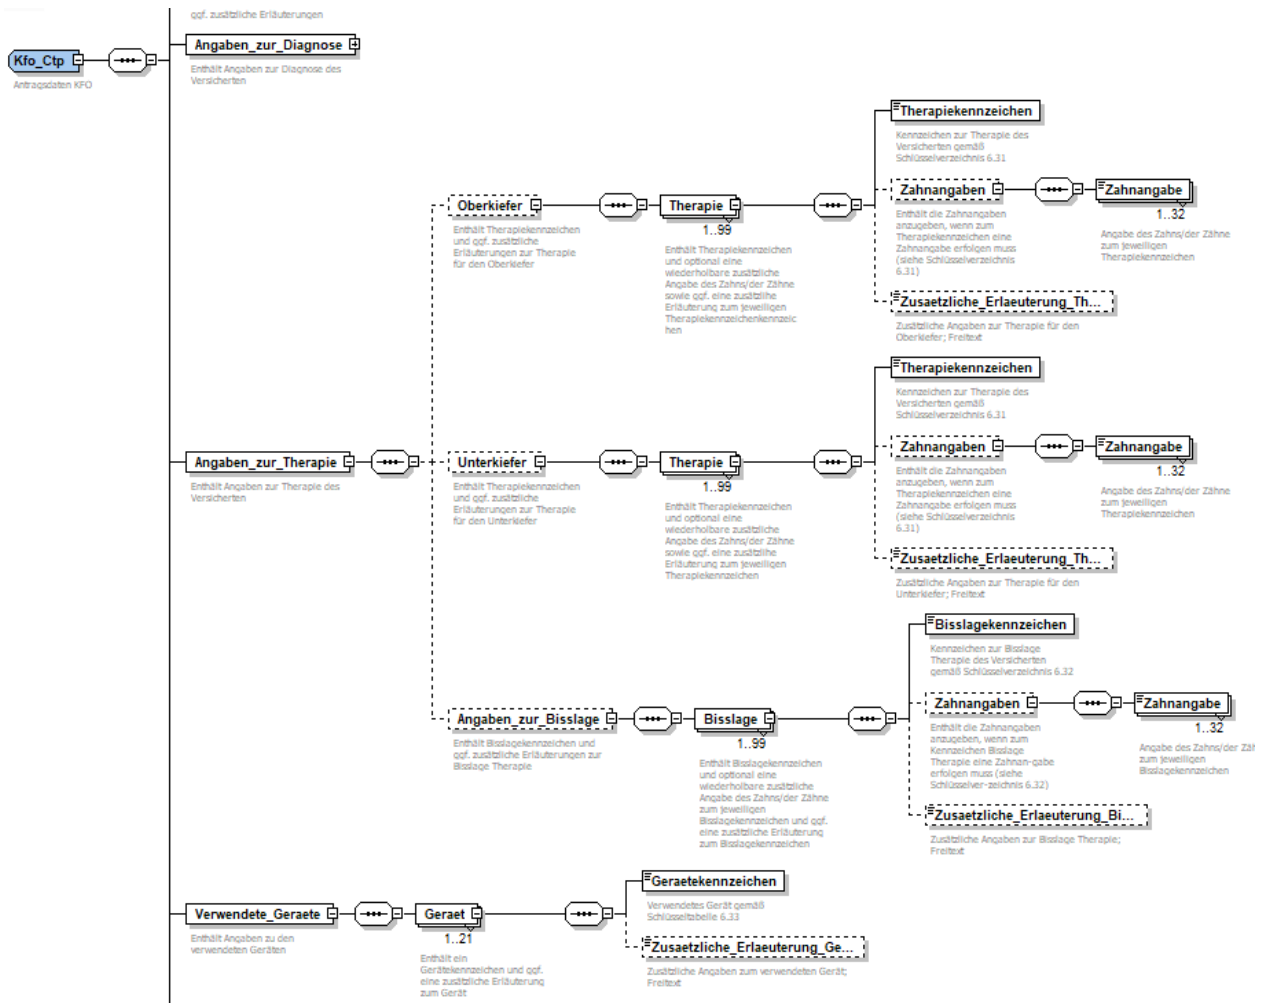 ggf. zusätzliche Erläuterungen
Angaben_zur_Diagnose
Enthält Angaben zur Diagnose des
Versicherten
Kfo_Ctp
Antragsdaten KFO
Therapiekennzeichen
Kennzeichen zur Therapie des
Versicherten gemäß
Schlüsselverzeichnis 6.31
Oberkiefer
Enthält Therapiekennzeichen
und ggf. zusätzliche
Erläuterungen zur Therapie
für den Oberkiefer
Therapie
1..99
Enthält Therapiekennzeichen
und optional eine
wiederholbare zusätzliche
Angabe des Zahns/der Zähne
sowie ggf. eine zusätzlihe
Erläuterung zum jeweiligen
Therapiekennzeichenkennzeic
hen
Zahnangaben
Enthält die Zahnangaben
anzugeben, wenn zum
Therapiekennzeichen eine
Zahnangabe erfolgen muss
(siehe Schlüsselverzeichnis
6.31)
Zahnangabe
1..32
Angabe des Zahns/der Zähne
zum jeweiligen
Therapiekennzeichen
Zusaetzliche_Erlaeuterung_Th...
Zusätzliche Angaben zur Therapie für den
Oberkiefer; Freitext
Therapiekennzeichen
Kennzeichen zur Therapie des
Versicherten gemäß
Schlüsselverzeichnis 6.31
Angaben_zur_Therapie
Enthält Angaben zur Therapie des
Versicherten
Unterkiefer
Enthält Therapiekennzeichen
und ggf. zusätzliche
Erläuterungen zur Therapie
für den Unterkiefer
Therapie
1..99
Enthält Therapiekennzeichen
und optional eine
wiederholbare zusätzliche
Angabe des Zahns/der Zähne
sowie ggf. eine zusätzlihe
Erläuterung zum jeweiligen
Therapiekennzeichen
Zahnangaben
Enthält die Zahnangaben
anzugeben, wenn zum
Therapiekennzeichen eine
Zahnangabe erfolgen muss
(siehe Schlüsselverzeichnis
6.31)
Zahnangabe
1..32
Angabe des Zahns/der Zähne
zum jeweiligen
Therapiekennzeichen
Zusaetzliche_Erlaeuterung_Th...
Zusätzliche Angaben zur Therapie für den
Unterkiefer; Freitext
Bisslagekennzeichen
Kennzeichen zur Bisslage
Therapie des Versicherten
gemäß Schlüsselverzeichnis 6.32
Angaben_zur_Bisslage
Enthält Bisslagekennzeichen und
ggf. zusätzliche Erläuterungen zur
Bisslage Therapie
Bisslage
1..99
Enthält Bisslagekennzeichen
und optional eine
wiederholbare zusätzliche
Angabe des Zahns/der Zähne
zum jeweiligen
Bisslagekennzeichen und ggf.
eine zusätzliche Erläuterung
zum Bisslagekennzeichen
Zahnangaben
Enthält die Zahnangaben
anzugeben, wenn zum
Kennzeichen Bisslage
Therapie eine Zahnan-gabe
erfolgen muss (siehe
Schlüsselver-zeichnis 6.32)
Zahnangabe
1..32
Angabe des Zahns/der Zäh
zum jeweiligen
Bisslagekennzeichen
Zusaetzliche_Erlaeuterung_Bi...
Zusätzliche Angaben zur Bisslage Therapie;
Freitext
Geraetekennzeichen
Verwendetes Gerät gemäß
Schlüsseltabelle 6.33
Verwendete_Geraete
Enthält Angaben zu den
verwendeten Geräten
Geraet
1..21
Enthält ein
Gerätekennzeichen und ggf.
eine zusätzliche Erläuterung
zum Gerät
Zusaetzliche_Erlaeuterung_Ge...
Zusätzliche Angaben zum verwendeten Gerät;
Freitext